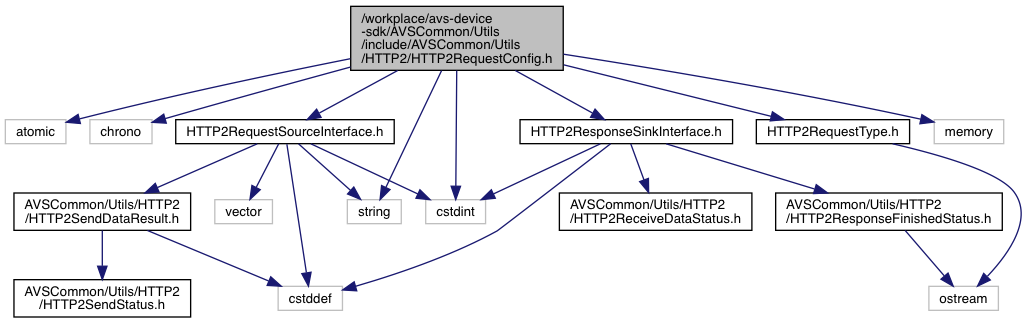 /workplace/avs-device
-sdk/AVSCommon/Utils
/include/AVSCommon/Utils
/HTTP2/HTTP2RequestConfig.h
atomic
chrono
HTTP2RequestSourceInterface.h
HTTP2ResponseSinkInterface.h
HTTP2RequestType.h
memory
AVSCommon/Utils/HTTP2
/HTTP2SendDataResult.h
vector
string
cstdint
AVSCommon/Utils/HTTP2
/HTTP2ReceiveDataStatus.h
AVSCommon/Utils/HTTP2
/HTTP2ResponseFinishedStatus.h
AVSCommon/Utils/HTTP2
/HTTP2SendStatus.h
cstddef
ostream